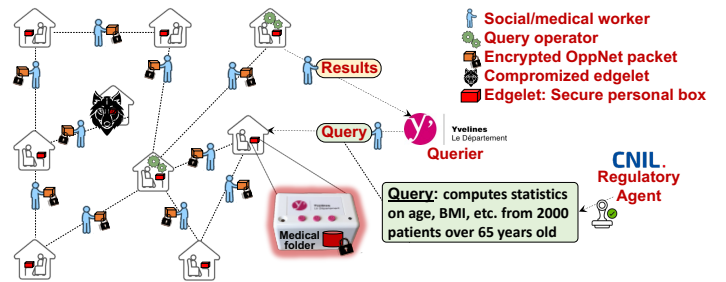 Social/medical worker
Query operator
Encrypted OppNet packet
Compromized edgelet
Edgelet: Secure personal box
Results
Query
Yvelines
Le Département
Querier
CNIL.
Regulatory
Agent
Query: computes statistics
on age, BMI, etc. from 2000
patients over 65 years old
Yvelines
Medical
folder